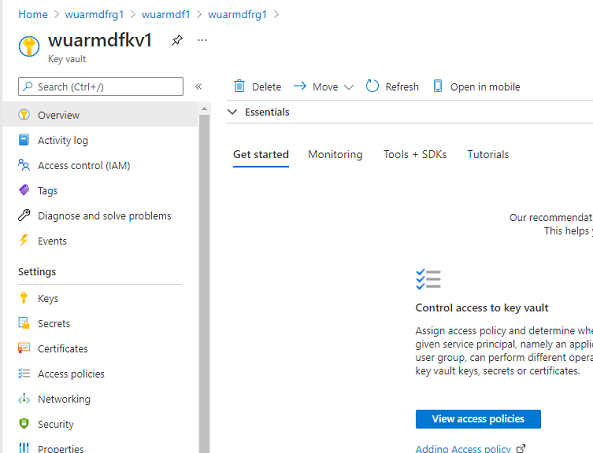 Home > wuarmdfrg1 > wuarmdf1 > wuarmdfrg1 >
wuarmdfkv1 ...
Key vault
Search (Ctrl+/) «
Delete Move Refresh Open in mobile
Overview
Activity log
Access control (IAM)
Tags
Diagnose and solve problems
Events
Settings
Keys
Secrets
Certificates
Access policies
Networking
Security
Properties
Essentials
Get started Monitoring Tools + SDKs Tutorials
Our recommendat
This helps y
Control access to key vault
Assign access policy and determine whe
given service principal, namely an applic
user group, can perform different opera
key vault keys, secrets or certificates.
View access policies
Adding Access policy